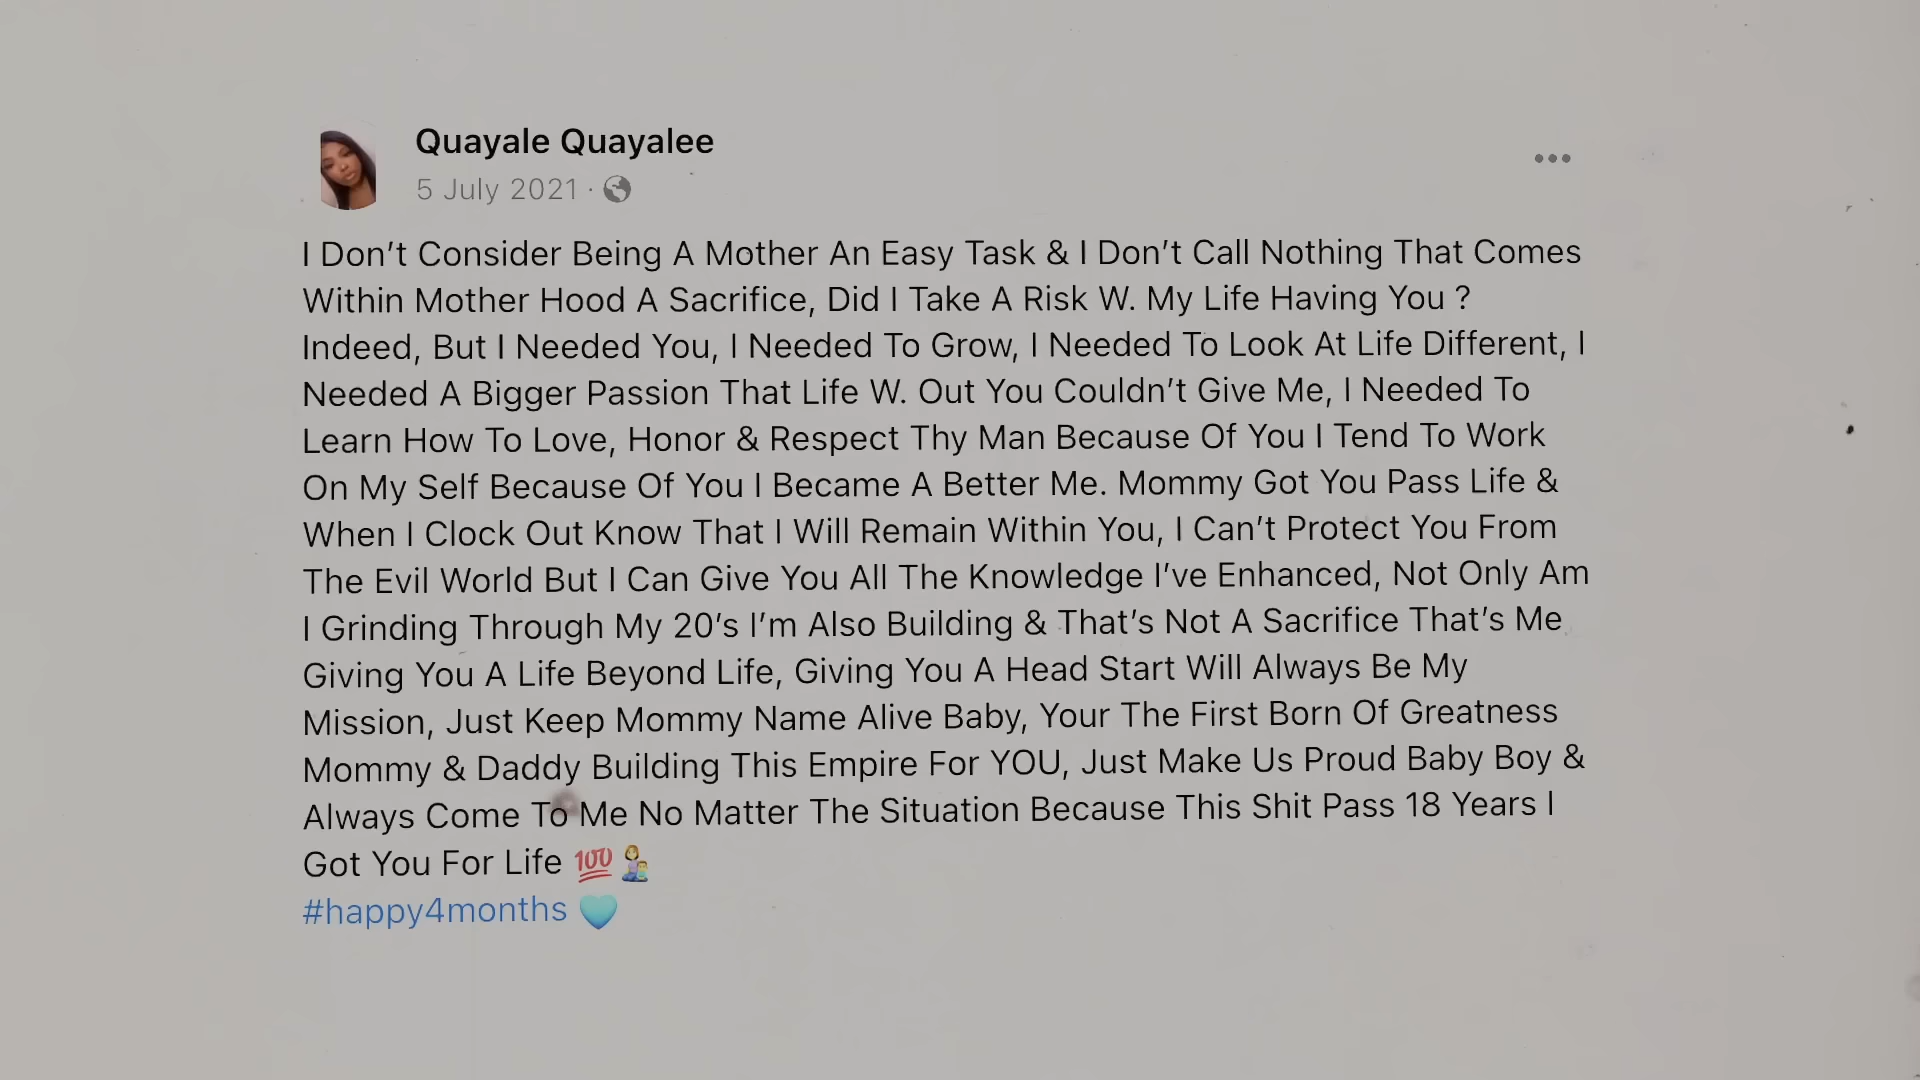 Quayale Quayalee
5 July 2021 ·
I Don’t Consider Being A Mother An Easy Task & I Don’t Call Nothing That Comes
Within Mother Hood A Sacrifice, Did I Take A Risk W. My Life Having You ?
Indeed, But I Needed You, I Needed To Grow, I Needed To Look At Life Different, I
Needed A Bigger Passion That Life W. Out You Couldn’t Give Me, I Needed To
Learn How To Love, Honor & Respect Thy Man Because Of You I Tend To Work
On My Self Because Of You I Became A Better Me. Mommy Got You Pass Life &
When I Clock Out Know That I Will Remain Within You, I Can’t Protect You From
The Evil World But I Can Give You All The Knowledge I’ve Enhanced, Not Only Am
I Grinding Through My 20’s I’m Also Building & That’s Not A Sacrifice That’s Me
Giving You A Life Beyond Life, Giving You A Head Start Will Always Be My
Mission, Just Keep Mommy Name Alive Baby, Your The First Born Of Greatness
Mommy & Daddy Building This Empire For YOU, Just Make Us Proud Baby Boy &
Always Come To Me No Matter The Situation Because This Shit Pass 18 Years I
Got You For Life 💯👩‍👦
#happy4months 🩵